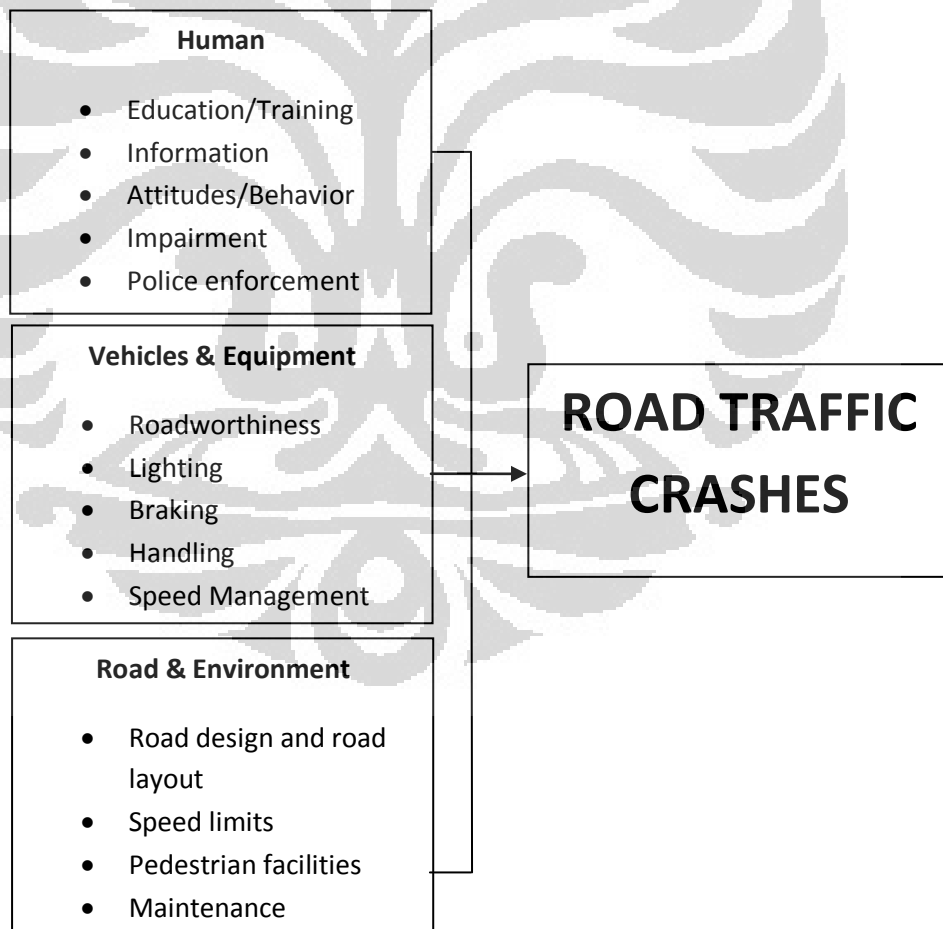 Human
• Education/Training
• Information
• Attitudes/Behavior
• Impairment
• Police enforcement
Vehicles & Equipment
• Roadworthiness
• Lighting
• Braking
• Handling
• Speed Management
Road & Environment
• Road design and road
layout
• Speed limits
• Pedestrian facilities
• Maintenance
ROAD TRAFFIC
CRASHES